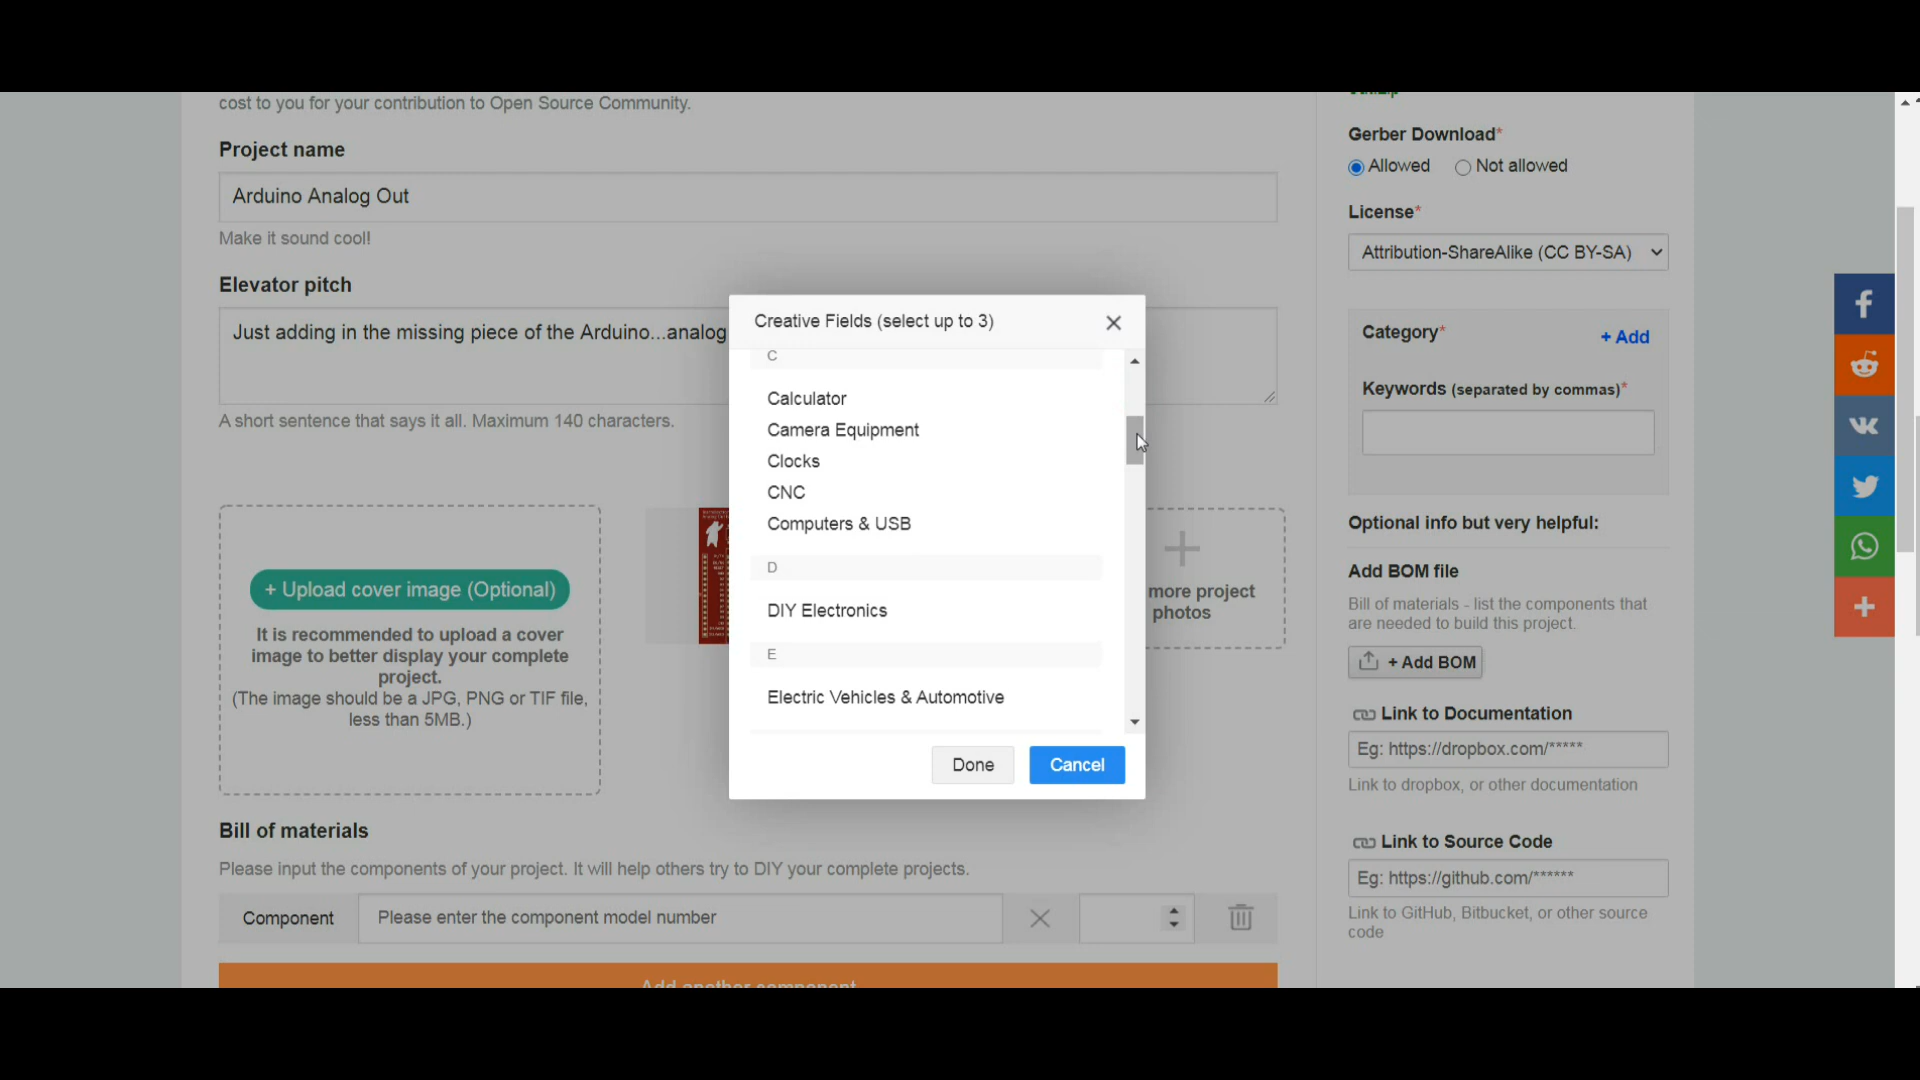 cost to you for your contribution to Open Source Community.
Project name
Arduino Analog Out
Make it sound cool!
Elevator pitch
Just adding in the missing piece of the Arduino...analog
A short sentence that says it all. Maximum 140 characters.
+ Upload cover image (Optional)
It is recommended to upload a cover
image to better display your complete
project.
(The image should be a JPG, PNG or TIF file,
less than 5MB.)
more project
photos
Bill of materials
Please input the components of your project. It will help others try to DIY your complete projects.
Component
Please enter the component model number
Add another component
Creative Fields (select up to 3)
C
Calculator
Camera Equipment
Clocks
CNC
Computers & USB
D
DIY Electronics
E
Electric Vehicles & Automotive
Done
Cancel
Gerber Download*
Allowed
Not allowed
License*
Attribution-ShareAlike (CC BY-SA)
Category*
+ Add
Keywords (separated by commas)*
Optional info but very helpful:
Add BOM file
Bill of materials - list the components that
are needed to build this project.
+ Add BOM
Link to Documentation
Eg: https://dropbox.com/*****
Link to dropbox, or other documentation
Link to Source Code
Eg: https://github.com/******
Link to GitHub, Bitbucket, or other source
code